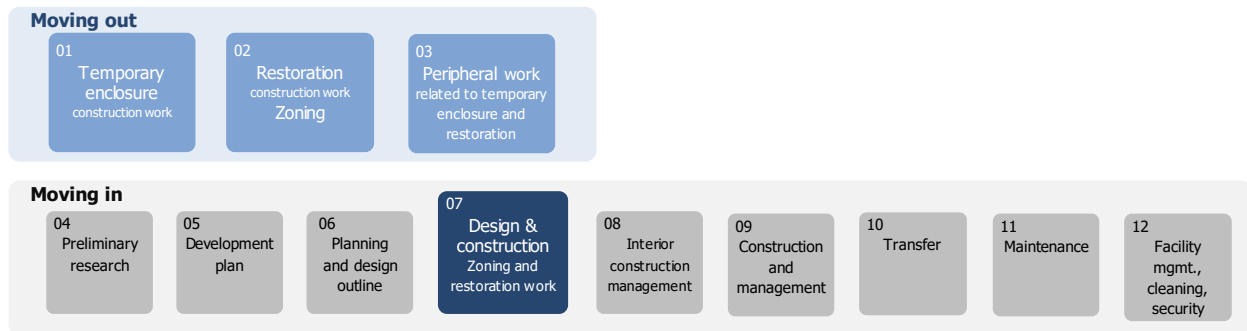 Moving out
01
Temporary
enclosure
construction work
02
Restoration
construction work
Zoning
03
Peripheral work
related to temporary
enclosure and
restoration
Moving in
04
Preliminary
research
05
Development
plan
06
Planning
and design
outline
07
Design &
construction
Zoning and
restoration work
08
Interior
construction
management
09
Construction
and
management
10
Transfer
11
Maintenance
12
Facility
mgmt.,
cleaning,
security